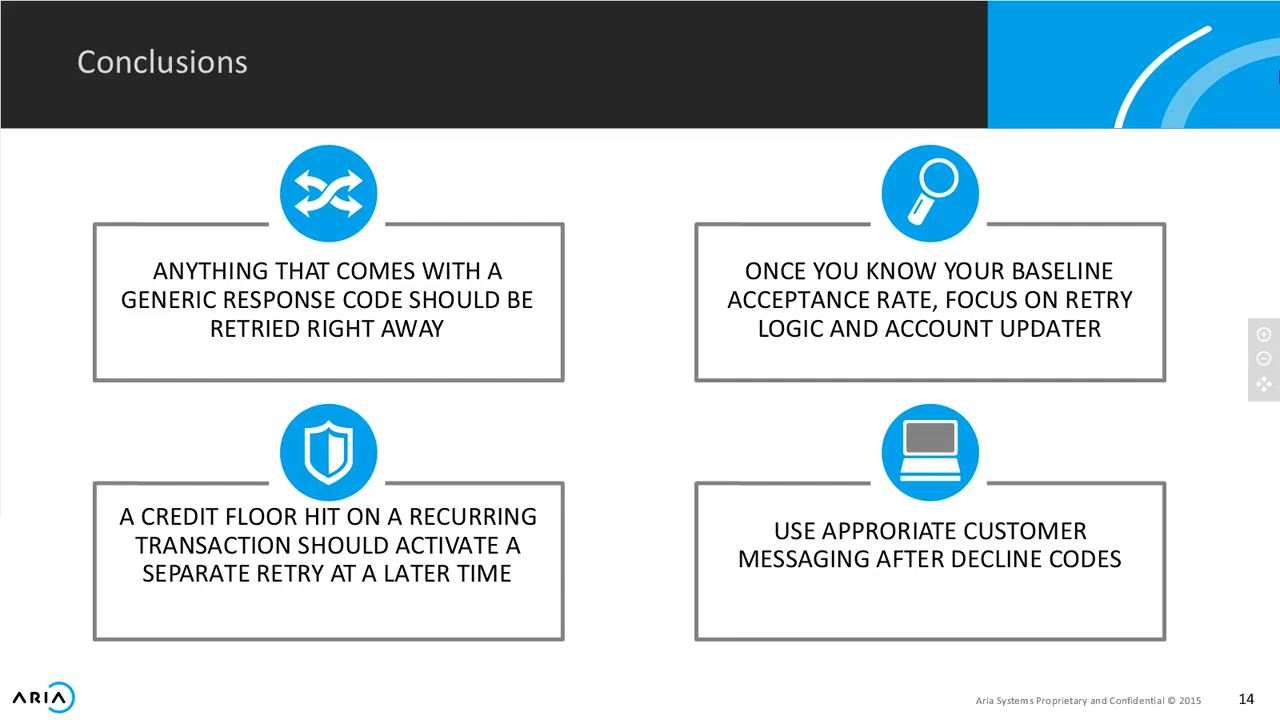 Conclusions
ANYTHING THAT COMES WITH A
GENERIC RESPONSE CODE SHOULD BE
RETRIED RIGHT AWAY
ONCE YOU KNOW YOUR BASELINE
ACCEPTANCE RATE, FOCUS ON RETRY
LOGIC AND ACCOUNT UPDATER
A CREDIT FLOOR HIT ON A RECURRING
TRANSACTION SHOULD ACTIVATE A
SEPARATE RETRY AT A LATER TIME
USE APPRORIATE CUSTOMER
MESSAGING AFTER DECLINE CODES
ARIA
Aria Systems Proprietary and Confidential © 2015
14